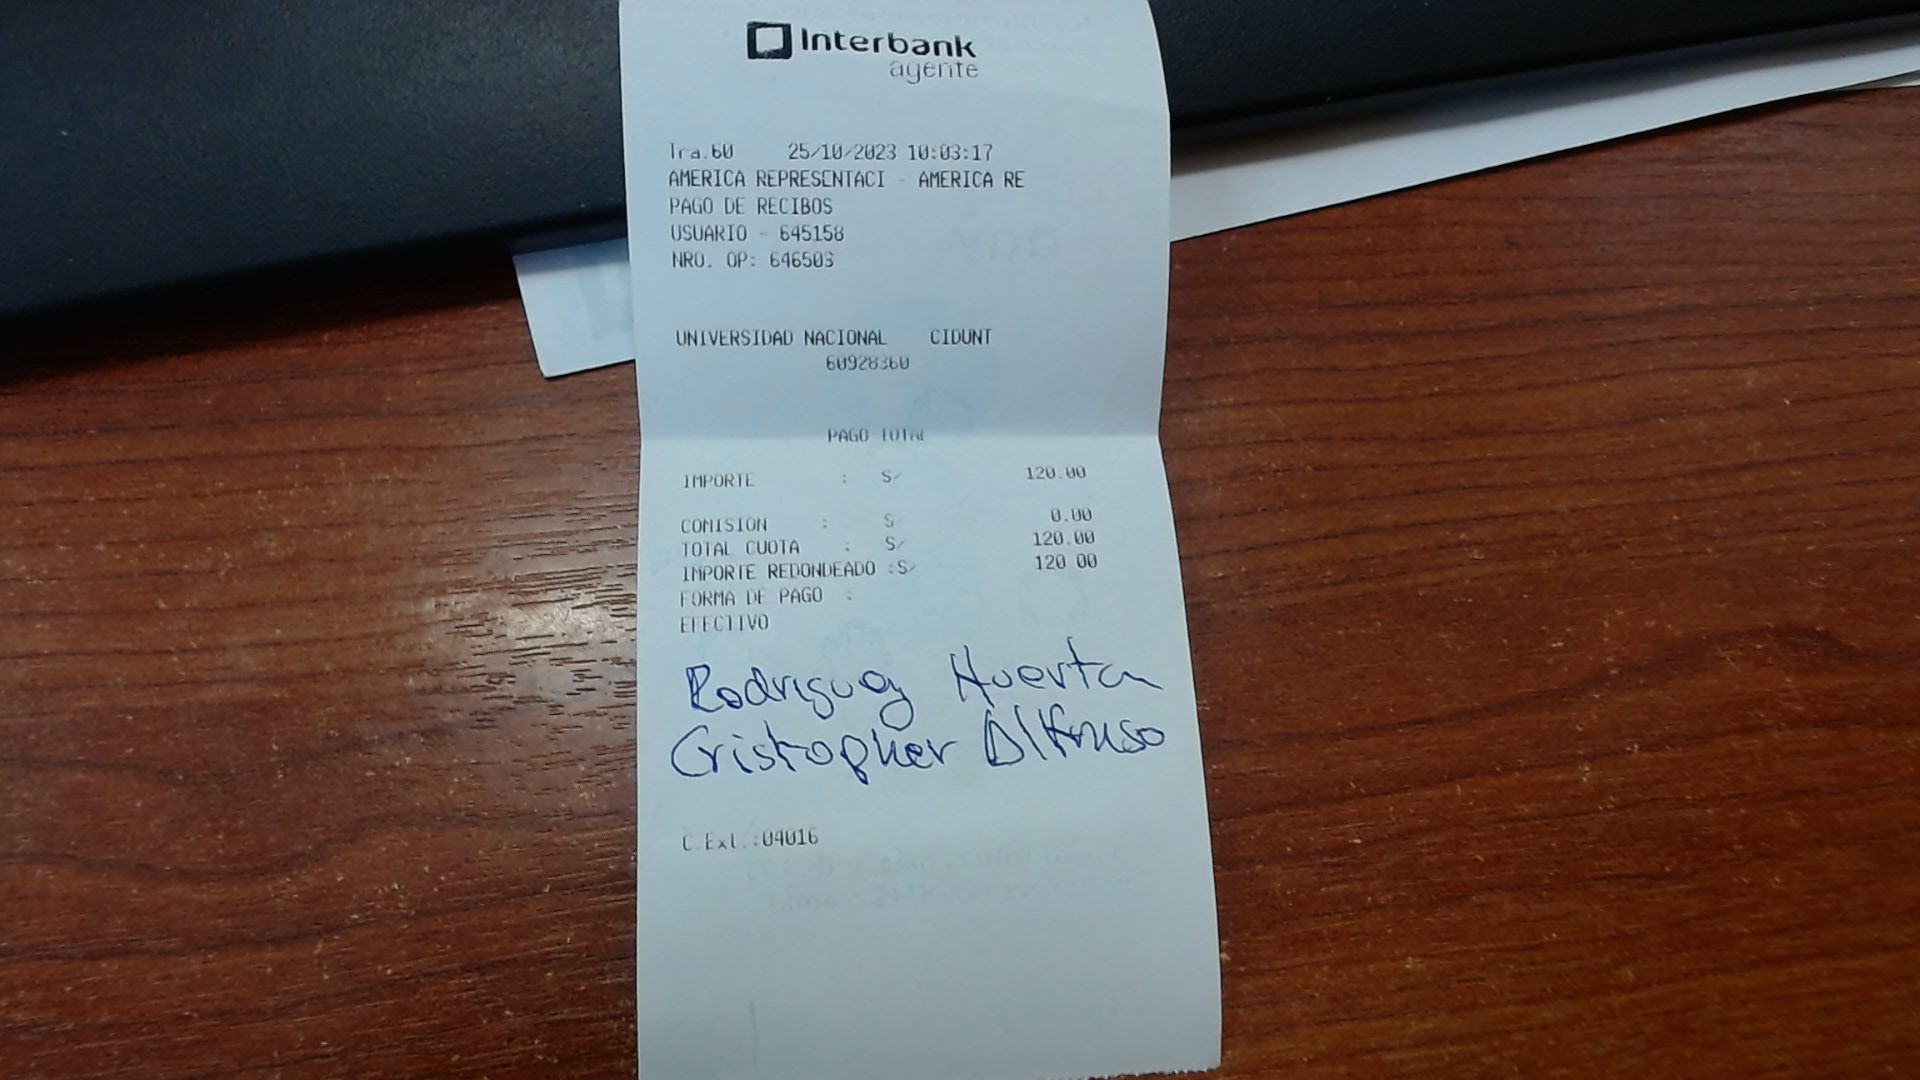 Interbank
agente
Tra.60 25/10/2023 10:03:17
AMERICA REPRESENTACI - AMERICA RE
PAGO DE RECIBOS
USUARIO - 645158
NRO. OP: 646503
UNIVERSIDAD NACIONAL CIDUNT
60928360
PAGO TOTAL
IMPORTE : S/ 120.00
COMISION : S/ 0.00
TOTAL CUOTA : S/ 120.00
IMPORTE REDONDEADO :S/ 120 00
FORMA DE PAGO :
EFECTIVO
Rodriguez Huerta
Cristopher Alfonso
C.Ext.:04016